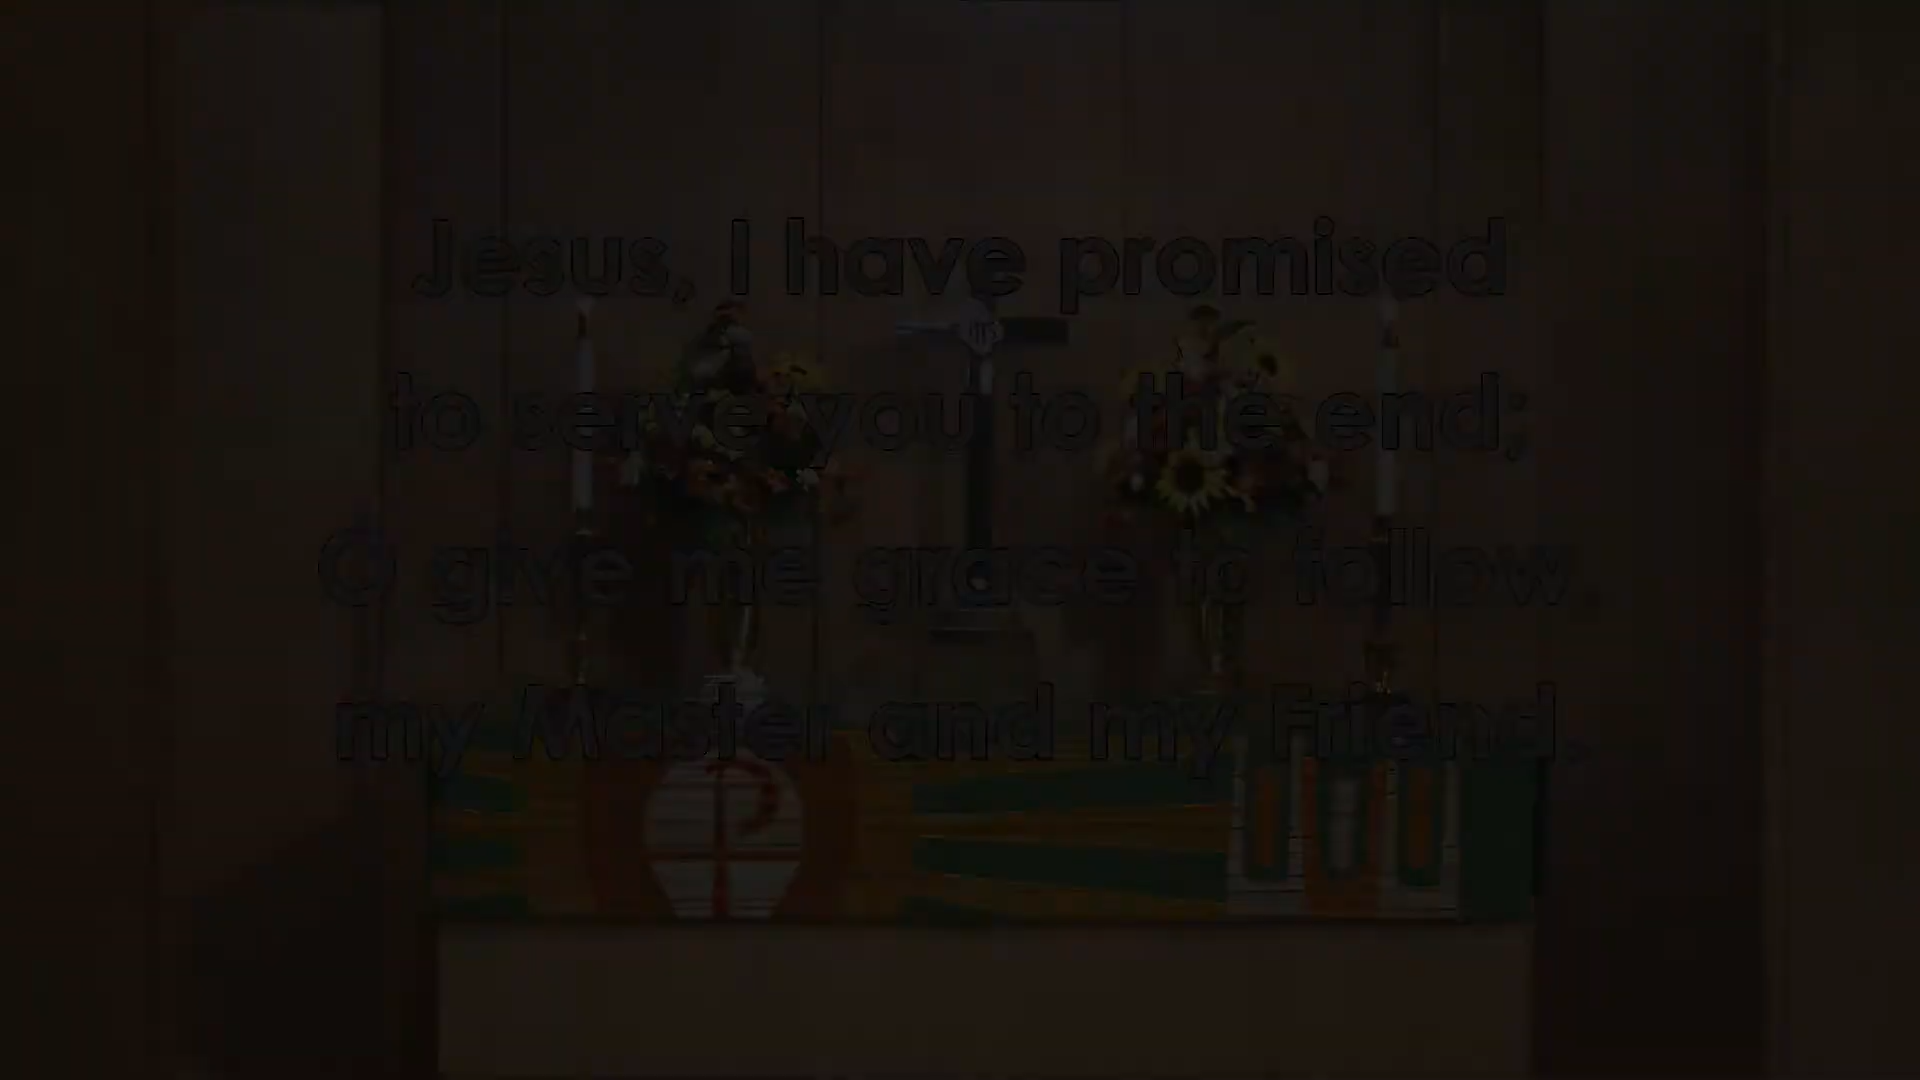 Jesus, I have promised
to serve you to the end;
O give me grace to follow,
my Master and my Friend.
IHS